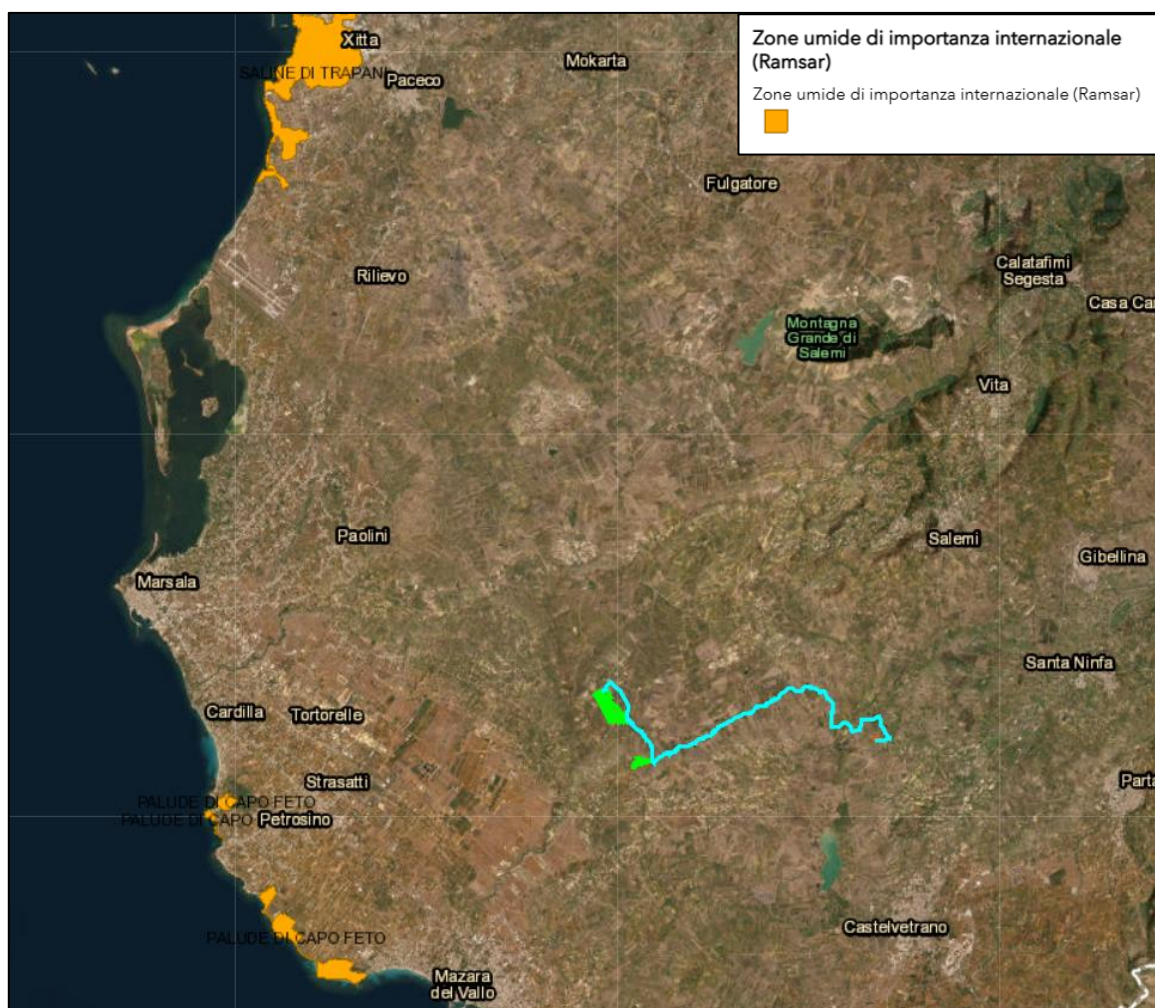 Zone umide di importanza internazionale
(Ramsar)
Zone umide di importanza internazionale (Ramsar)
Xitta
SALINE DI TRAPANI
Paceco
Mokarta
Fulgatore
Rilievo
Calatafimi
Segesta
Casa Car
Montagna
Grande di
Salemi
Vita
Paolini
Salemi
Gibellina
Marsala
Santa Ninfa
Cardilla
Tortorelle
Strasatti
Parta
PALUDE DI CAPO FETO
PALUDE DI CAPO
Petrosino
Castelvetrano
PALUDE DI CAPO FETO
Mazara
del Vallo